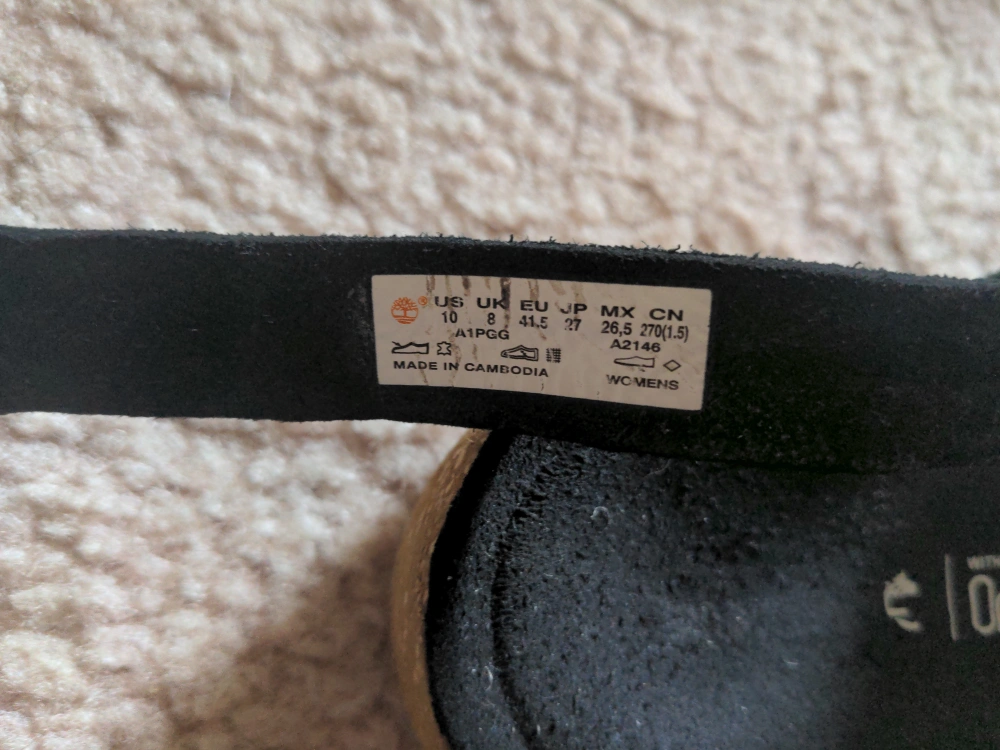 ® US UK EU JP MX CN
10 8 41.5 27 26,5 270(1.5)
A1PGG A2146
MADE IN CAMBODIA WOMENS